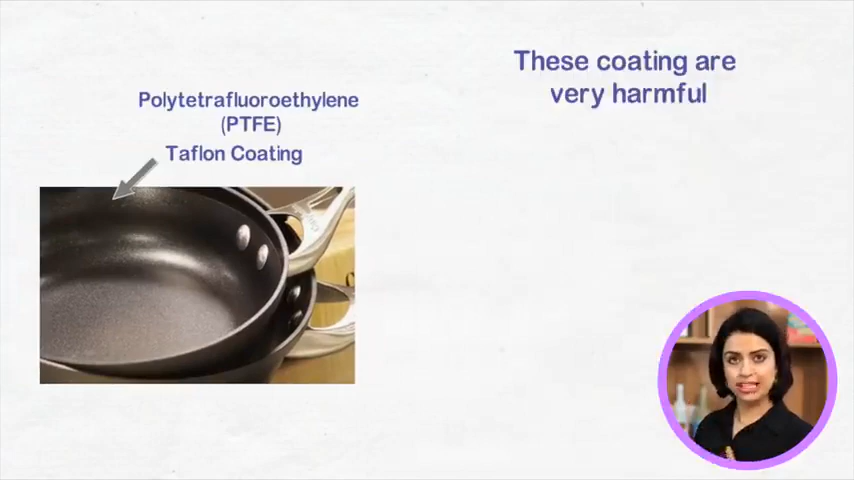 These coating are
very harmful
Polytetrafluoroethylene
(PTFE)
Taflon Coating